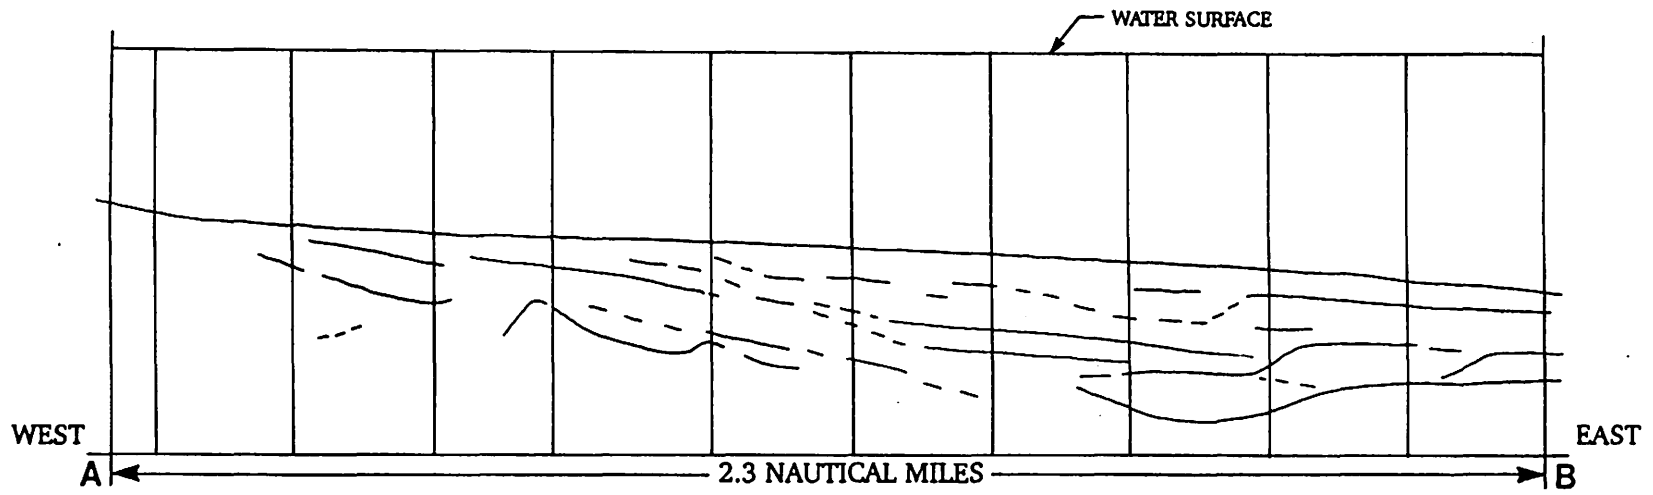 WATER SURFACE
WEST
EAST
A
2.3 NAUTICAL MILES
B